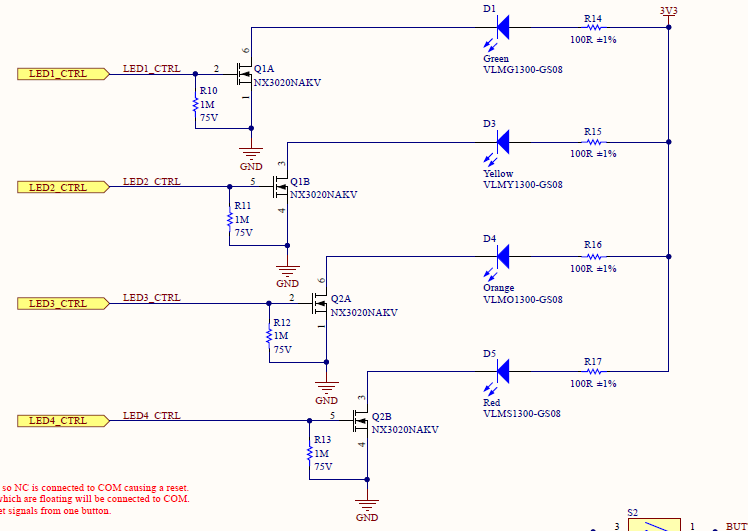 D1
R14
3V3
100R ±1%
Green
VLMG1300-GS08
6
LED1_CTRL
LED1_CTRL
2
Q1A
NX3020NAKV
R10
1M
75V
1
GND
D3
R15
100R ±1%
Yellow
VLMY1300-GS08
3
LED2_CTRL
LED2_CTRL
5
Q1B
NX3020NAKV
R11
1M
75V
4
GND
D4
R16
100R ±1%
Orange
VLMO1300-GS08
6
LED3_CTRL
LED3_CTRL
2
Q2A
NX3020NAKV
R12
1M
75V
1
GND
D5
R17
100R ±1%
Red
VLMS1300-GS08
3
LED4_CTRL
LED4_CTRL
5
Q2B
NX3020NAKV
R13
1M
75V
4
GND
so NC is connected to COM causing a reset.
which are floating will be connected to COM.
et signals from one button.
S2
3
1
BUT